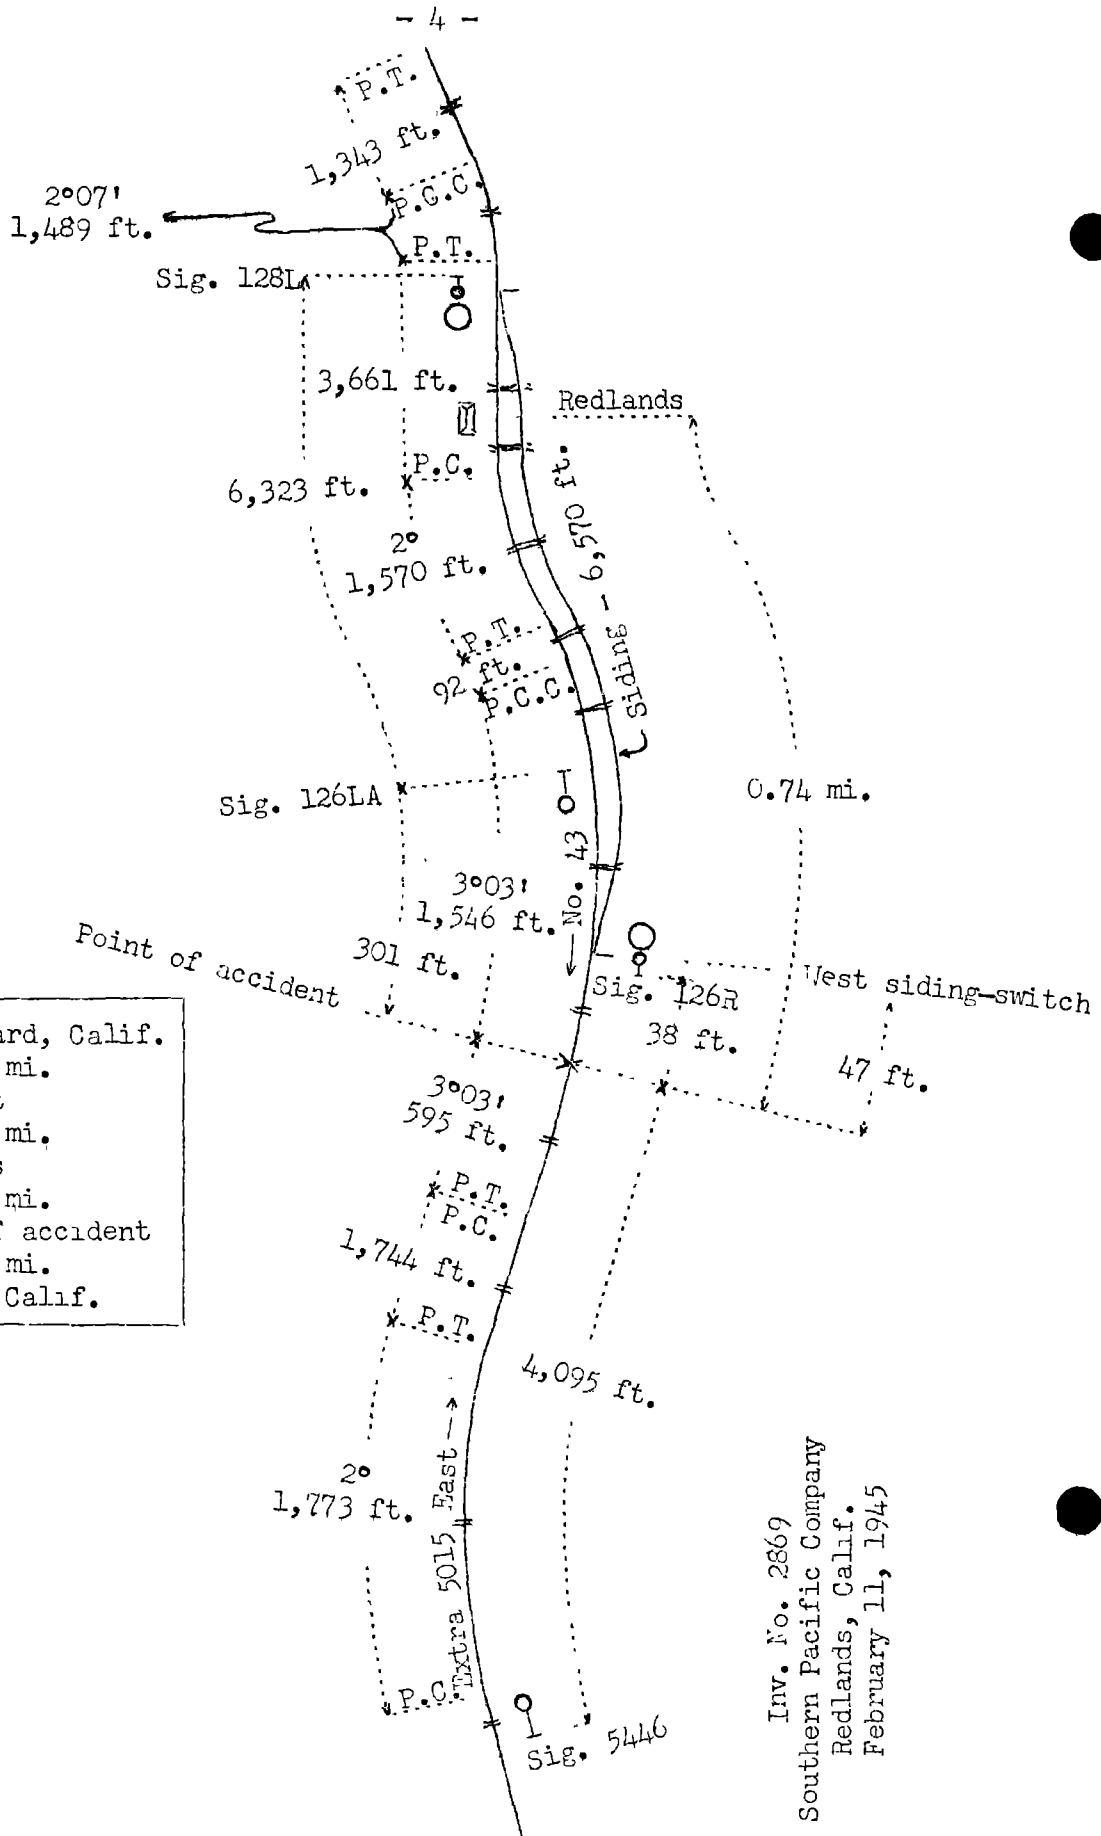 - 4 -
P.T.
1,343 ft.
2°07'
1,489 ft.
P.G.C.
P.T.
Sig. 128L
3,661 ft.
Redlands
P.C.
6,323 ft.
Siding - 6,570 ft.
2°
1,570 ft.
P.T.
92 ft.
P.C.C.
Sig. 126LA
0.74 mi.
No. 43
3°03'
1,546 ft.
Point of accident
301 ft.
Sig. 126R
West siding-switch
38 ft.
47 ft.
ard, Calif.
mi.
mi.
s
mi.
f accident
mi.
Calif.
3°03'
595 ft.
P.T.
P.C.
1,744 ft.
P.T.
4,095 ft.
Extra 5015 East
2°
1,773 ft.
P.C.
Sig. 5446
Inv. No. 2869
Southern Pacific Company
Redlands, Calif.
February 11, 1945